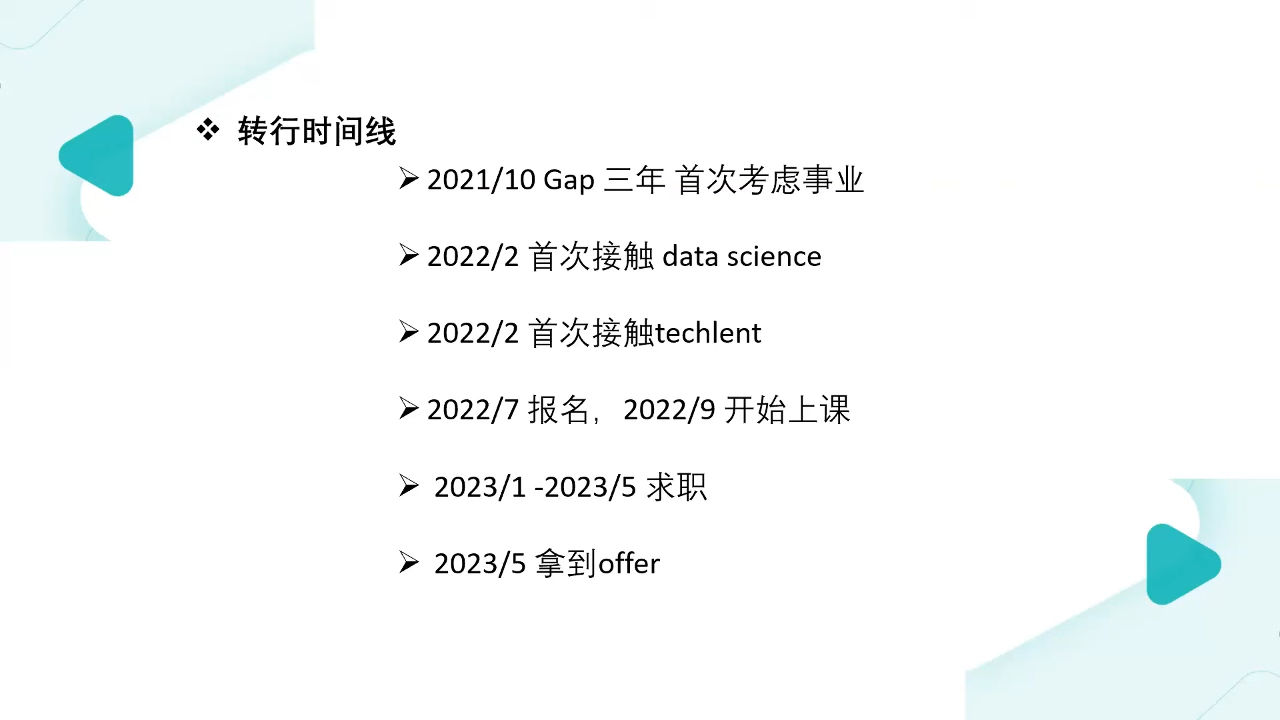 转行时间线
2021/10 Gap 三年 首次考虑事业
2022/2 首次接触 data science
2022/2 首次接触techlent
2022/7 报名，2022/9 开始上课
2023/1 -2023/5 求职
2023/5 拿到offer